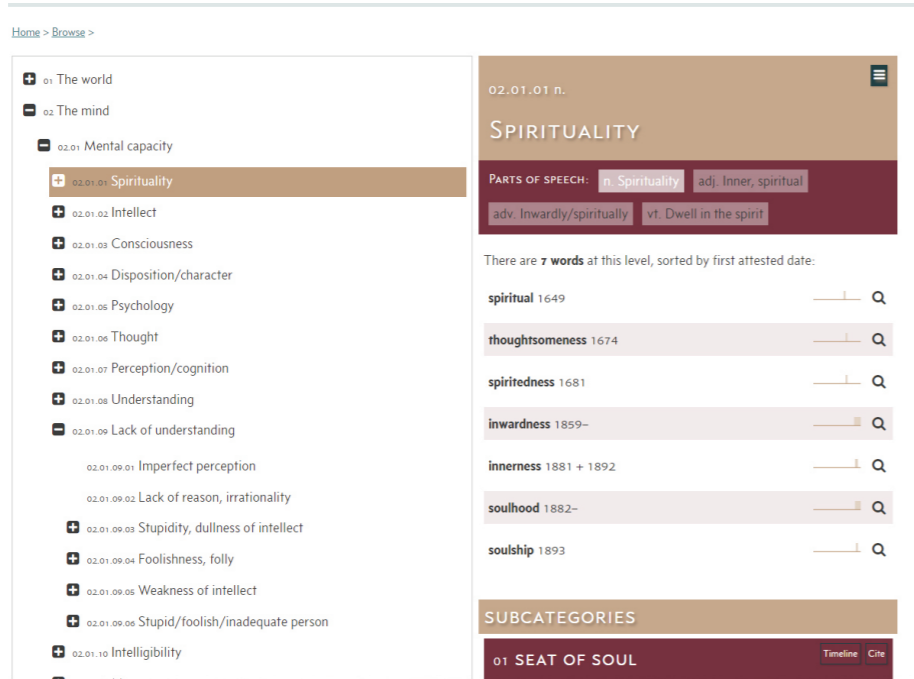 Home > Browse >
01 The world
02 The mind
02.01 Mental capacity
02.01.01 Spirituality
02.01.02 Intellect
02.01.03 Consciousness
02.01.04 Disposition/character
02.01.05 Psychology
02.01.06 Thought
02.01.07 Perception/cognition
02.01.08 Understanding
02.01.09 Lack of understanding
02.01.09.01 Imperfect perception
02.01.09.02 Lack of reason, irrationality
02.01.09.03 Stupidity, dullness of intellect
02.01.09.04 Foolishness, folly
02.01.09.05 Weakness of intellect
02.01.09.06 Stupid/foolish/inadequate person
02.01.10 Intelligibility
02.01.01 n.
SPIRITUALITY
PARTS OF SPEECH: n. Spirituality adj. Inner, spiritual
adv. Inwardly/spiritually vt. Dwell in the spirit
There are 7 words at this level, sorted by first attested date:
spiritual 1649
thoughtsomeness 1674
spiritedness 1681
inwardness 1859–
innerness 1881 + 1892
soulhood 1882–
soulship 1893
SUBCATEGORIES
01 SEAT OF SOUL Timeline Cite